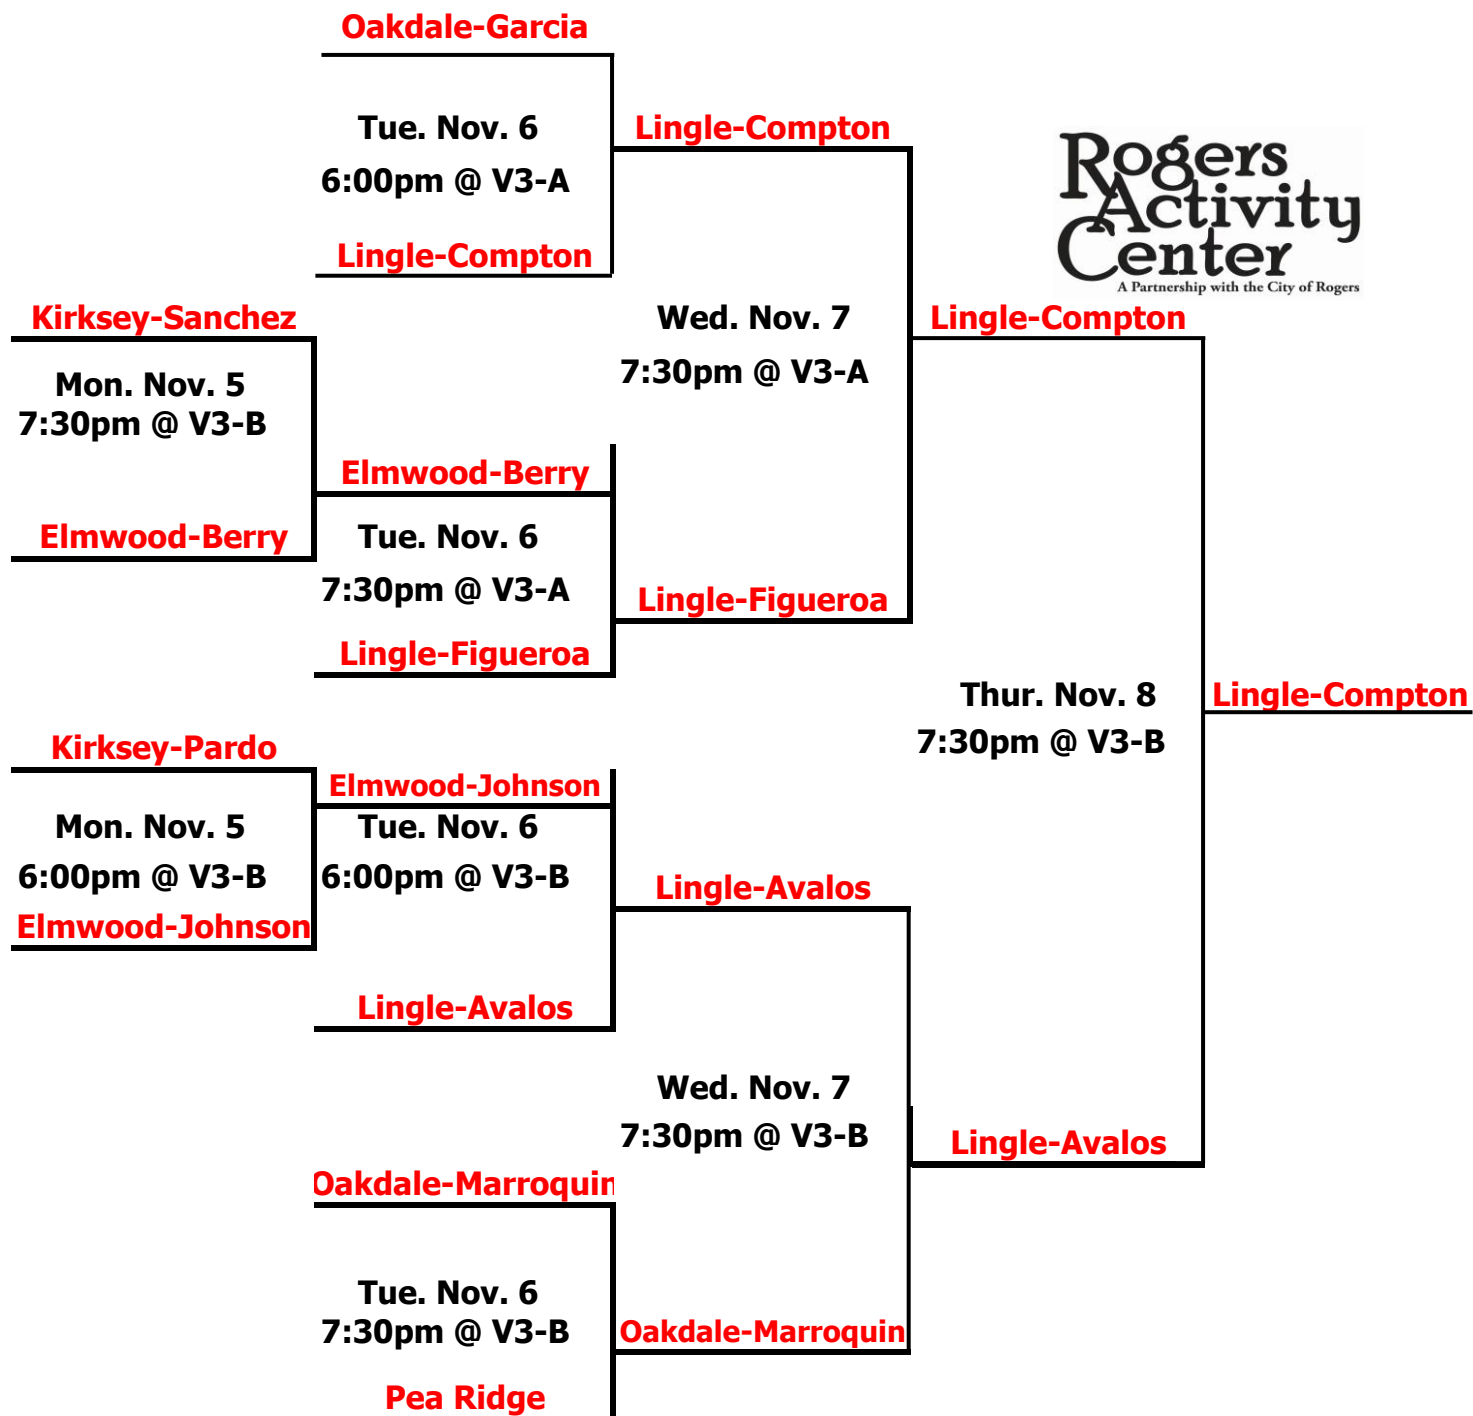 Oakdale-Garcia
Tue. Nov. 6
6:00pm @ V3-A
Lingle-Compton
Lingle-Compton
Rogers
Activity
Center
A Partnership with the City of Rogers
Kirksey-Sanchez
Mon. Nov. 5
7:30pm @ V3-B
Elmwood-Berry
Wed. Nov. 7
7:30pm @ V3-A
Lingle-Compton
Elmwood-Berry
Tue. Nov. 6
7:30pm @ V3-A
Lingle-Figueroa
Lingle-Figueroa
Thur. Nov. 8
7:30pm @ V3-B
Lingle-Compton
Kirksey-Pardo
Mon. Nov. 5
6:00pm @ V3-B
Elmwood-Johnson
Elmwood-Johnson
Tue. Nov. 6
6:00pm @ V3-B
Lingle-Avalos
Lingle-Avalos
Wed. Nov. 7
7:30pm @ V3-B
Lingle-Avalos
Oakdale-Marroquin
Tue. Nov. 6
7:30pm @ V3-B
Oakdale-Marroquin
Pea Ridge